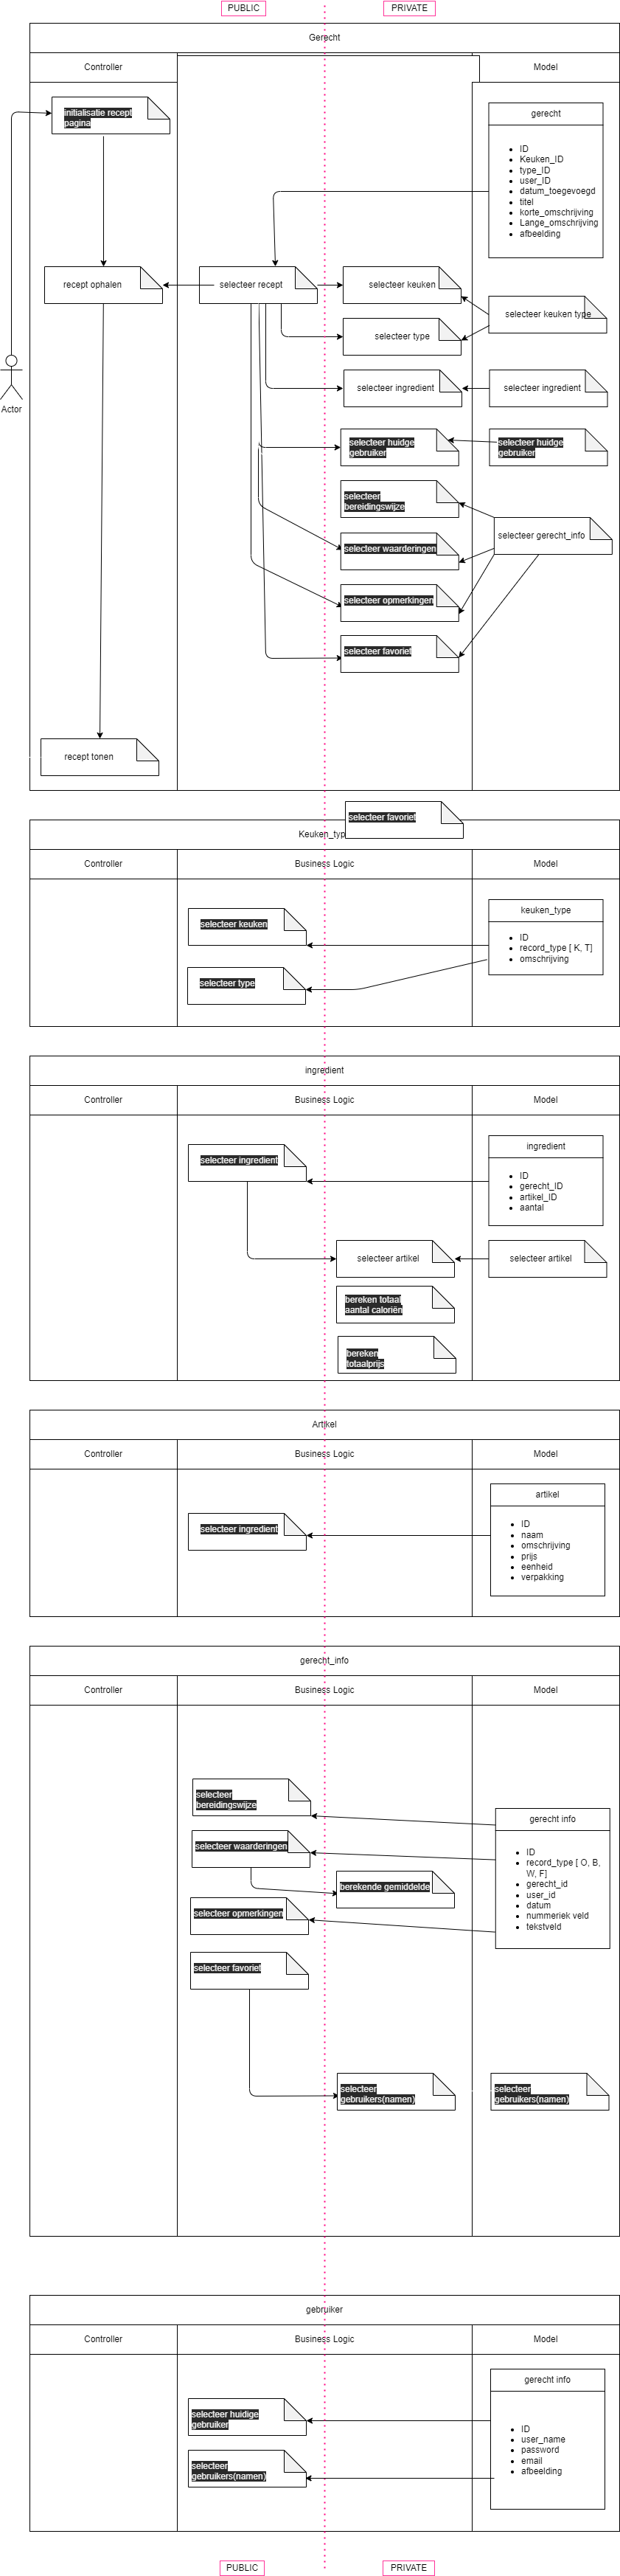 PUBLIC
PRIVATE
Gerecht
Controller
Model
initialisatie recept
pagina
gerecht
ID
Keuken_ID
type_ID
user_ID
datum_toegevoegd
titel
korte_omschrijving
Lange_omschrijving
afbeelding
recept ophalen
selecteer recept
selecteer keuken
selecteer keuken type
selecteer type
selecteer ingredient
selecteer ingredient
Actor
selecteer huidge
gebruiker
selecteer huidge
gebruiker
selecteer
bereidingswijze
selecteer gerecht_info
selecteer waarderingen
selecteer opmerkingen
selecteer favoriet
recept tonen
selecteer favoriet
Keuken_typ
Controller
Business Logic
Model
keuken_type
ID
record_type [ K, T]
omschrijving
selecteer keuken
selecteer type
ingredient
Controller
Business Logic
Model
ingredient
ID
gerecht_ID
artikel_ID
aantal
selecteer ingredient
selecteer artikel
selecteer artikel
bereken totaal
aantal caloriën
bereken
totaalprijs
Artikel
Controller
Business Logic
Model
artikel
ID
naam
omschrijving
prijs
eenheid
verpakking
selecteer ingredient
gerecht_info
Controller
Business Logic
Model
selecteer
bereidingswijze
gerecht info
ID
record_type [ O, B,
W, F]
gerecht_id
user_id
datum
nummeriek veld
tekstveld
selecteer waarderingen
berekende gemiddelde
selecteer opmerkingen
selecteer favoriet
selecteer
gebruikers(namen)
selecteer
gebruikers(namen)
gebruiker
Controller
Business Logic
Model
gerecht info
ID
user_name
password
email
afbeelding
selecteer huidige
gebruiker
selecteer
gebruikers(namen)
PUBLIC
PRIVATE